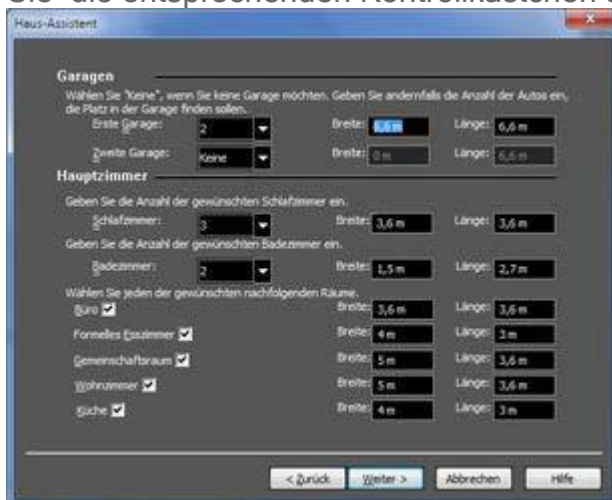 Sie die entsprechenden Kontrollkästchen
Haus-Assistent
Garagen
Wählen Sie "Keine", wenn Sie keine Garage möchten. Geben Sie andernfalls die Anzahl der Autos ein,
die Platz in der Garage finden sollen.
Erste Garage: 2 Breite: 6,6 m Länge: 6,6 m
Zweite Garage: Keine Breite: 0 m Länge: 6,6 m
Hauptzimmer
Geben Sie die Anzahl der gewünschten Schlafzimmer ein.
Schlafzimmer: 3 Breite: 3,6 m Länge: 3,6 m
Geben Sie die Anzahl der gewünschten Badezimmer ein.
Badezimmer: 2 Breite: 1,5 m Länge: 2,7 m
Wählen Sie jeden der gewünschten nachfolgenden Räume.
Büro Breite: 3,6 m Länge: 3,6 m
Formelles Esszimmer Breite: 4 m Länge: 3 m
Gemeinschaftsraum Breite: 5 m Länge: 3,6 m
Wohnzimmer Breite: 5 m Länge: 3,6 m
Küche Breite: 4 m Länge: 3 m
< Zurück Weiter > Abbrechen Hilfe